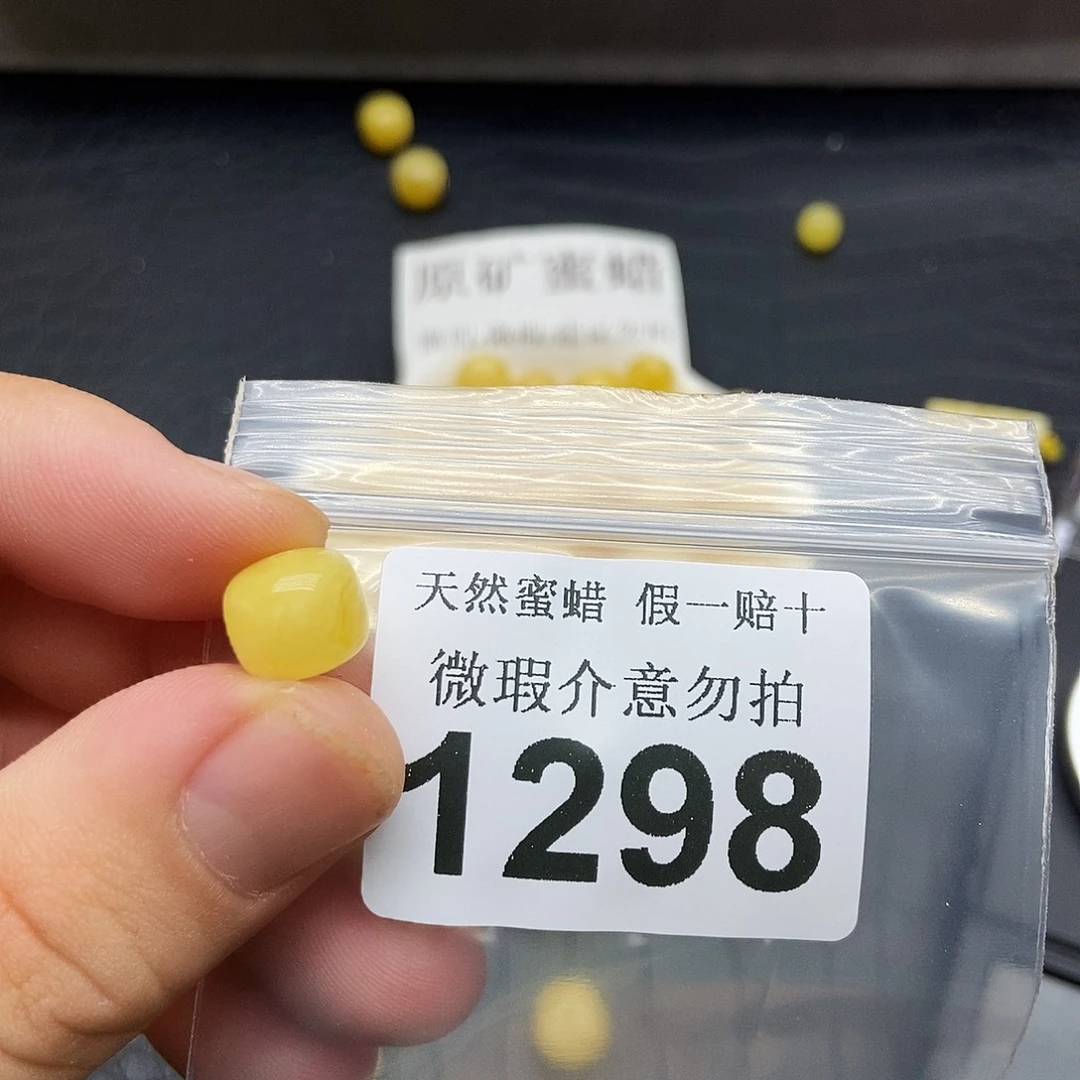 原矿蜜蜡
天然蜜蜡 假一赔十
微瑕介意勿拍
1298